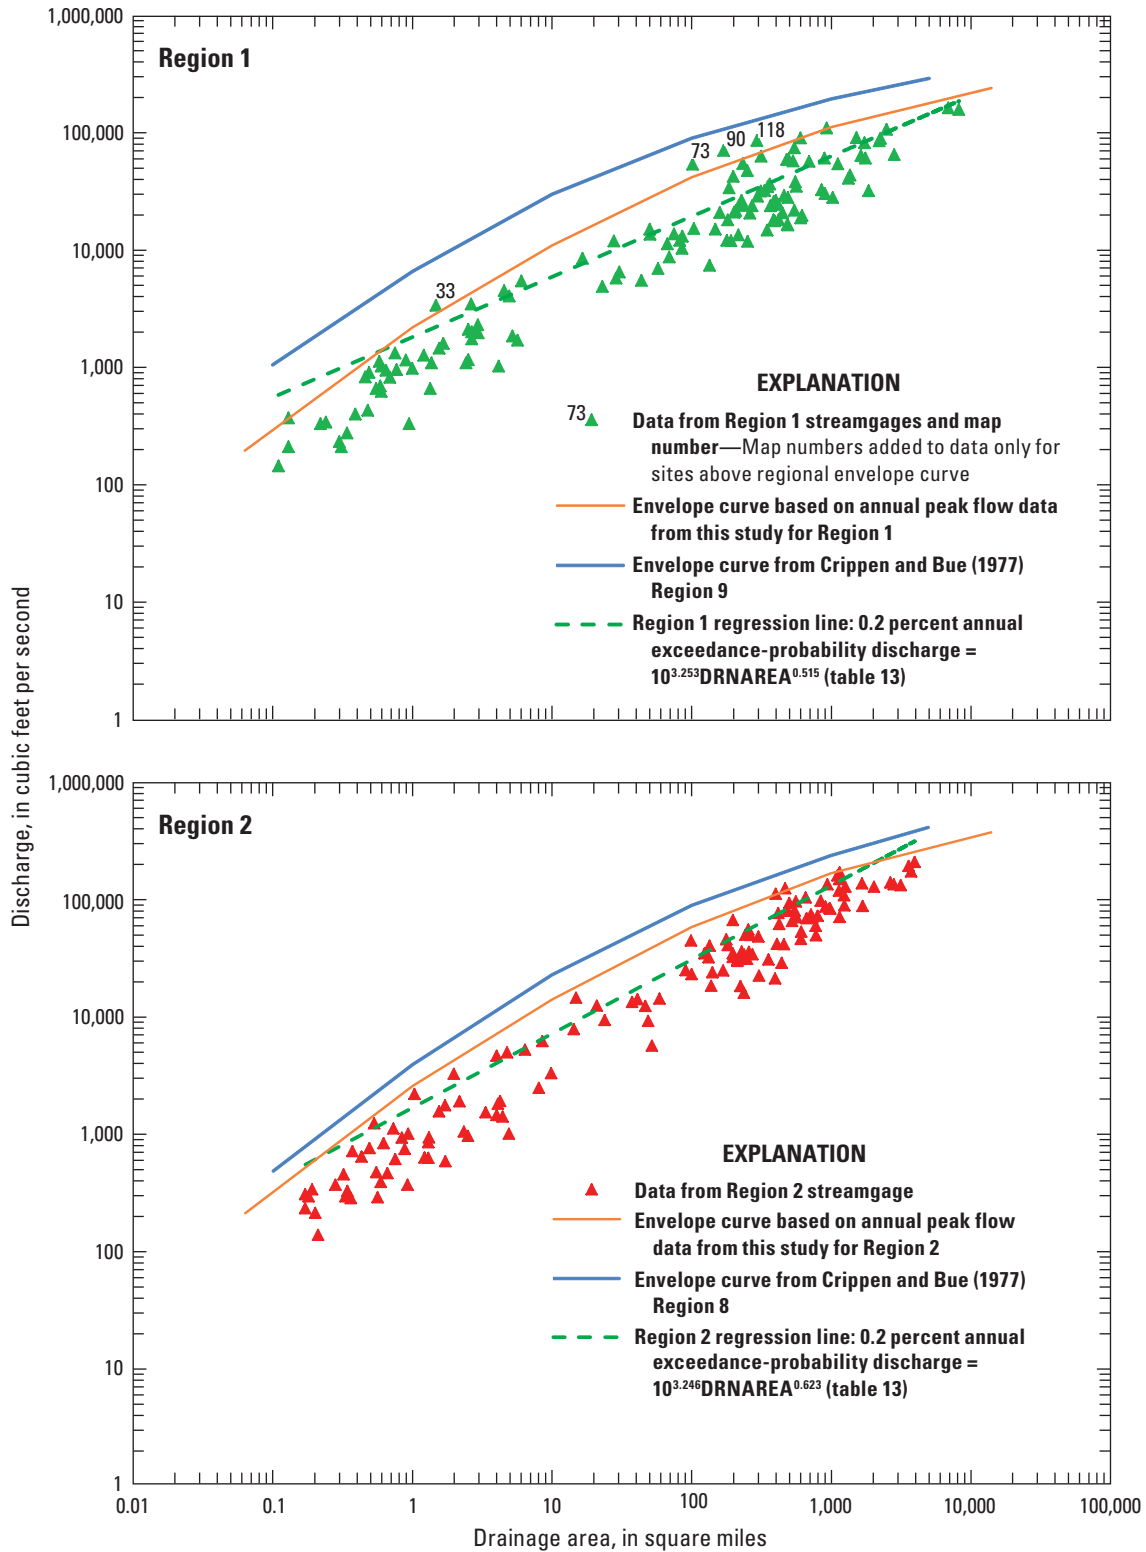 Discharge, in cubic feet per second
1,000,000
100,000
10,000
1,000
100
10
1
Region 1
33
73
90
118
EXPLANATION
73
Data from Region 1 streamgages and map
number—Map numbers added to data only for
sites above regional envelope curve
Envelope curve based on annual peak flow data
from this study for Region 1
Envelope curve from Crippen and Bue (1977)
Region 9
Region 1 regression line: 0.2 percent annual
exceedance-probability discharge =
10^3.253DRNAREA^0.515 (table 13)
1,000,000
100,000
10,000
1,000
100
10
1
Region 2
EXPLANATION
Data from Region 2 streamgage
Envelope curve based on annual peak flow
data from this study for Region 2
Envelope curve from Crippen and Bue (1977)
Region 8
Region 2 regression line: 0.2 percent annual
exceedance-probability discharge =
10^3.246DRNAREA^0.623 (table 13)
0.01 0.1 1 10 100 1,000 10,000 100,000
Drainage area, in square miles